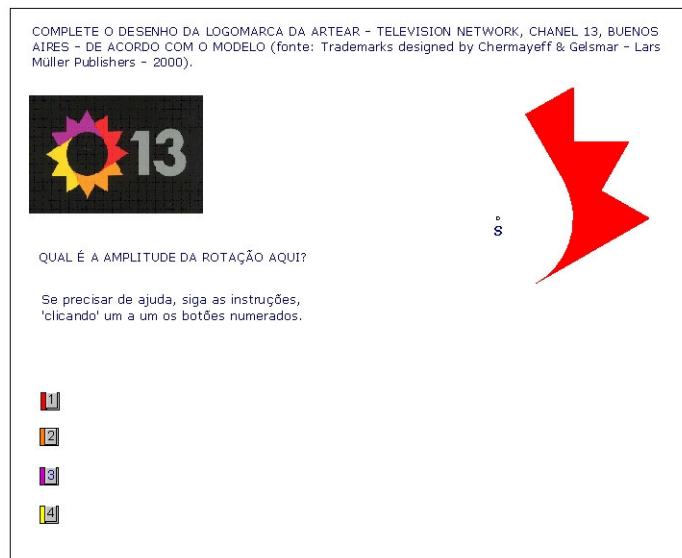 COMPLETE O DESENHO DA LOGOMARCA DA ARTEAR - TELEVISION NETWORK, CHANEL 13, BUENOS
AIRES - DE ACORDO COM O MODELO (fonte: Trademarks designed by Chermayeff & Geismar - Lars
Müller Publishers - 2000).
13
S
QUAL É A AMPLITUDE DA ROTAÇÃO AQUI?
Se precisar de ajuda, siga as instruções,
'clicando' um a um os botões numerados.
1
2
3
4